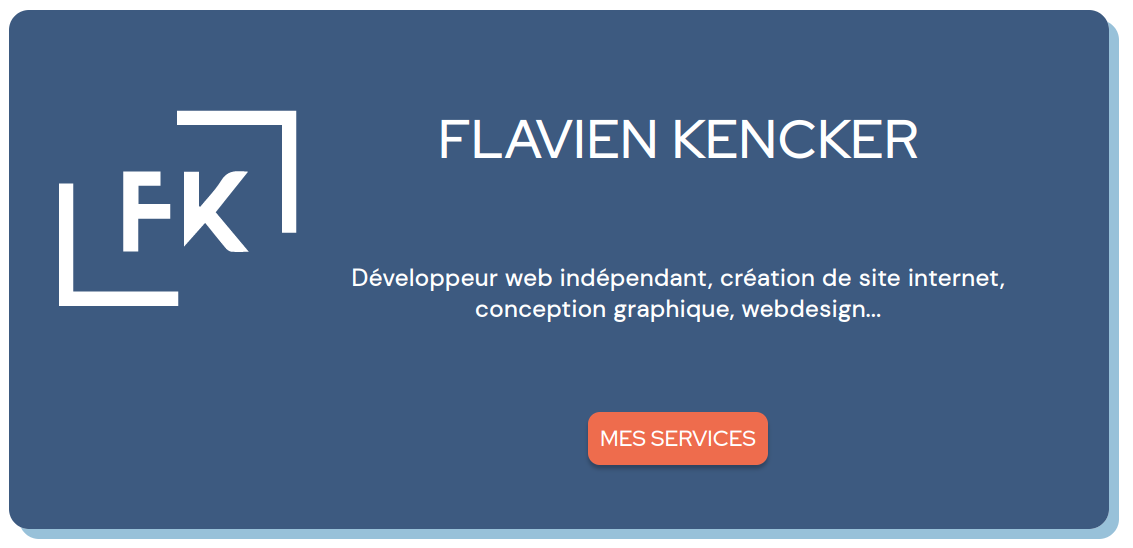 FK
FLAVIEN KENCKER
Développeur web indépendant, création de site internet,
conception graphique, webdesign...
MES SERVICES